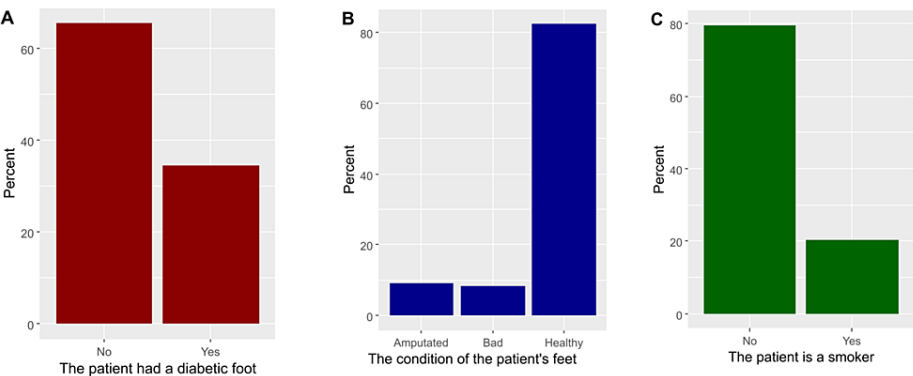 A
Percent
60
40
20
0
No Yes
The patient had a diabetic foot
B
Percent
80
60
40
20
0
Amputated Bad Healthy
The condition of the patient's feet
C
Percent
80
60
40
20
0
No Yes
The patient is a smoker